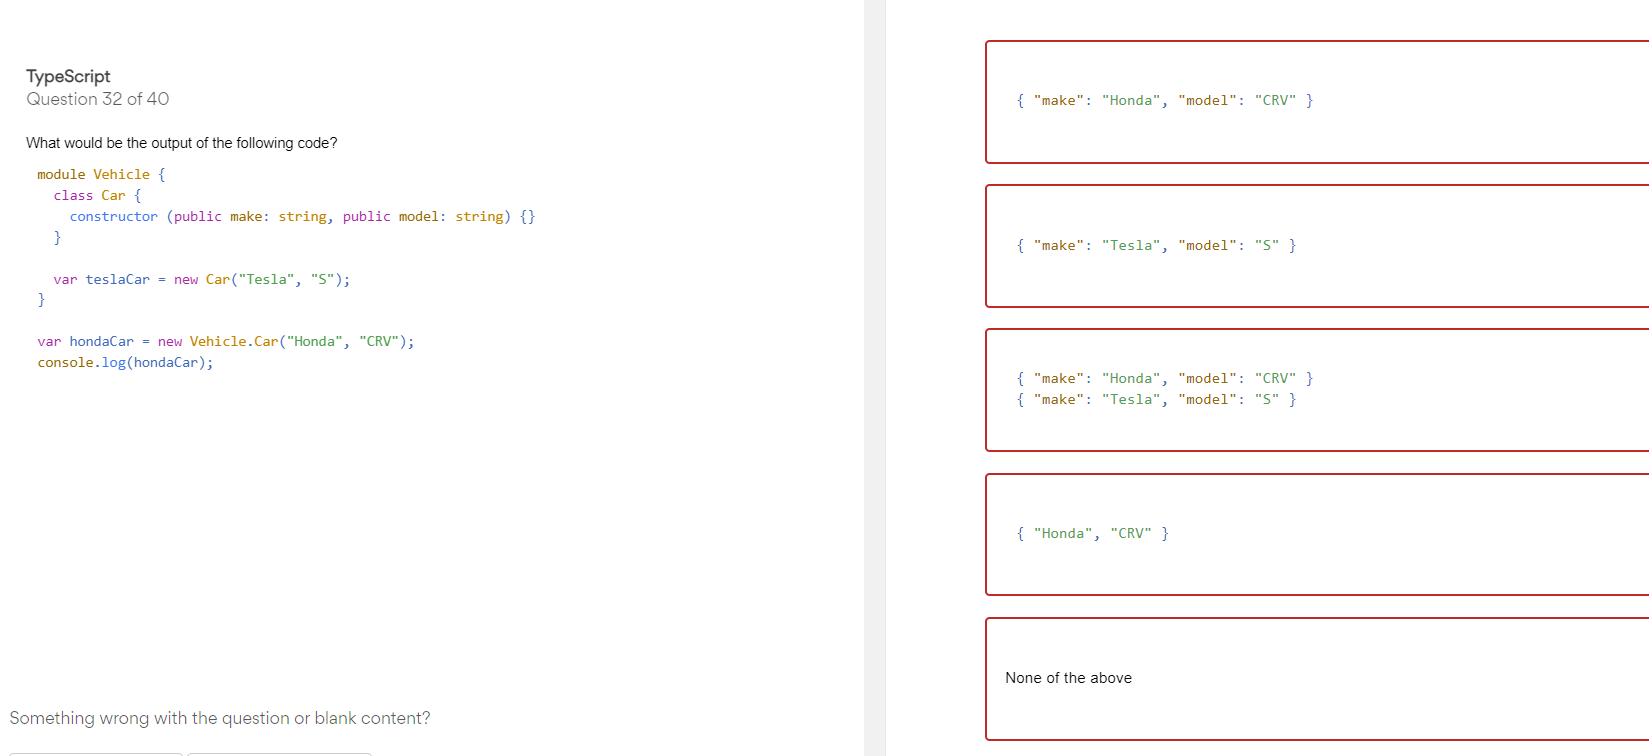 TypeScript
Question 32 of 40
What would be the output of the following code?
module Vehicle {
  class Car {
    constructor (public make: string, public model: string) {}
  }
  var teslaCar = new Car("Tesla", "S");
}
var hondaCar = new Vehicle.Car("Honda", "CRV");
console.log(hondaCar);
Something wrong with the question or blank content?
{ "make": "Honda", "model": "CRV" }
{ "make": "Tesla", "model": "S" }
{ "make": "Honda", "model": "CRV" }
{ "make": "Tesla", "model": "S" }
{ "Honda", "CRV" }
None of the above